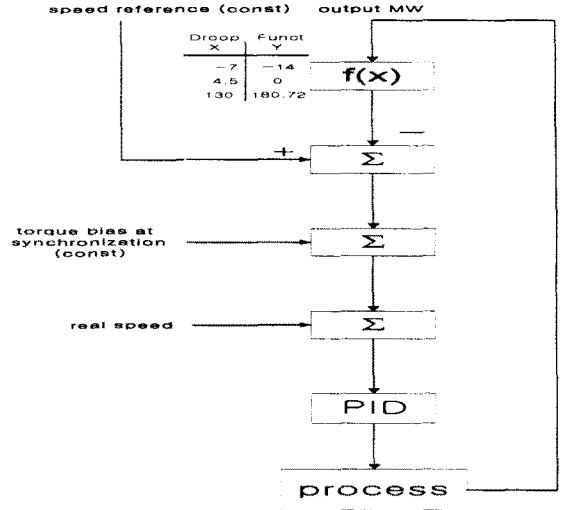 speed reference (const) output MW
Droop Funct
X Y
-7 -14
4.5 0
130 180.72
f(x)
−
+
Σ
torque bias at
synchronization
(const)
Σ
real speed
Σ
PID
process